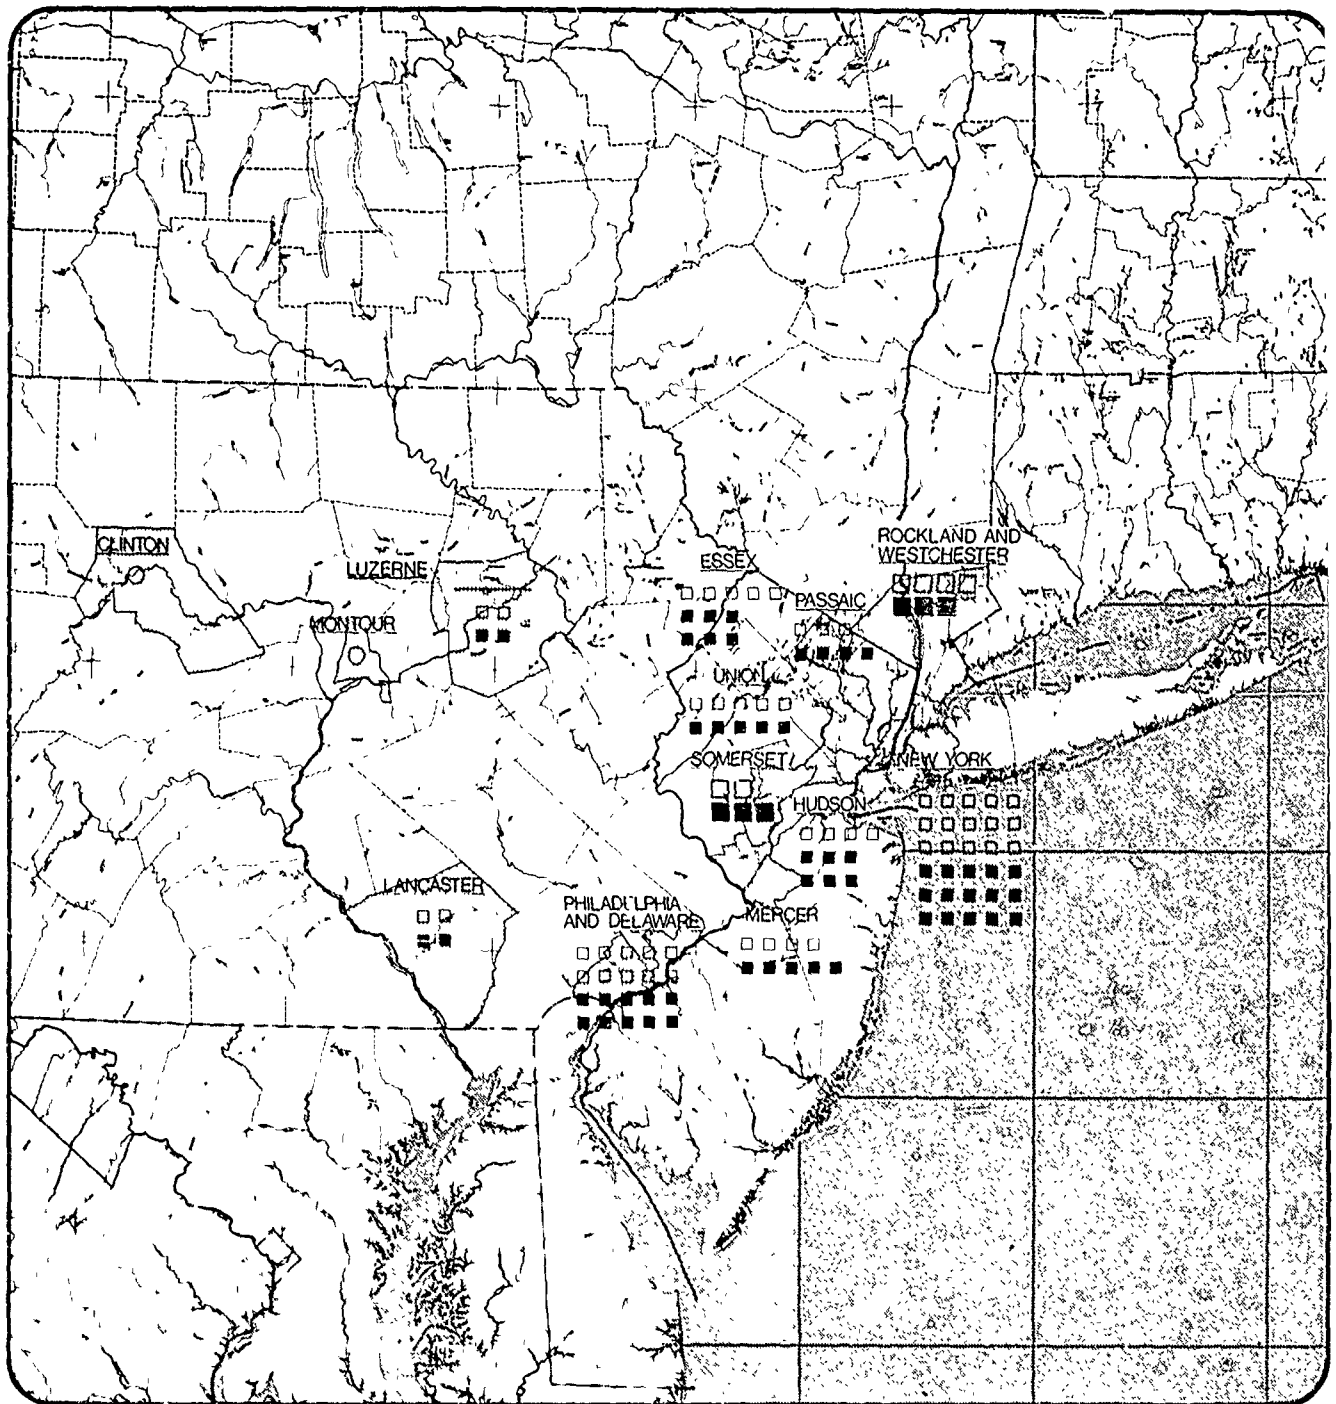 ROCKLAND AND
WESTCHESTER
CLINTON
ESSEX
LUZERNE
PASSAIC
MONTOUR
UNION
SOMERSET
NEW YORK
HUDSON
LANCASTER
PHILADELPHIA
AND DELAWARE
MERCER